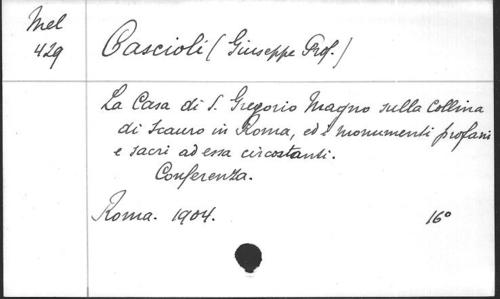 Mel
429
Cascioli (Giuseppe Prof.)
La Casa di S. Gregorio Magno sulla Collina
di Scauro in Roma, ed i monumenti profani
e sacri ad essa circostanti.
Conferenza.
Roma. 1904. 16°